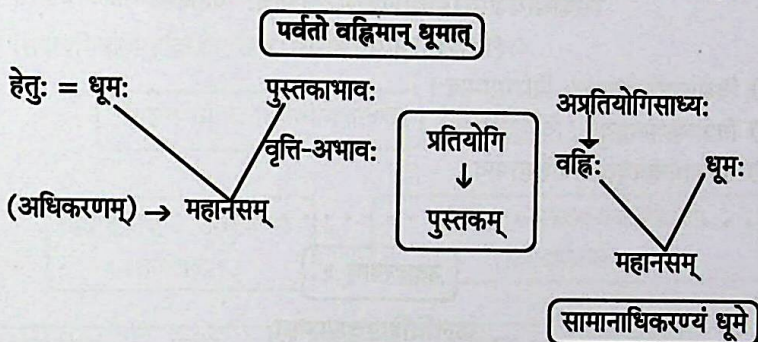 पर्वतो वह्निमान् धूमात्
हेतुः = धूमः
पुस्तकाभावः
वृत्ति-अभावः
(अधिकरणम्) → महानसम्
प्रतियोगि
↓
पुस्तकम्
अप्रतियोगिसाध्यः
↓
वह्निः
धूमः
महानसम्
सामानाधिकरण्यं धूमे